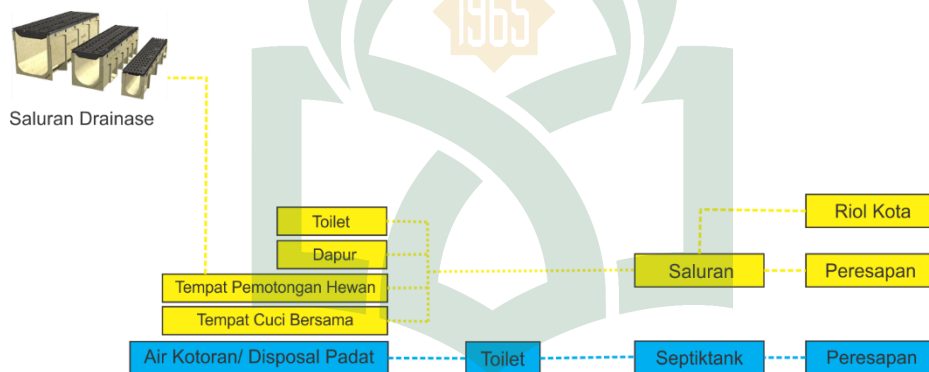 1965
Saluran Drainase
Toilet
Dapur
Tempat Pemotongan Hewan
Tempat Cuci Bersama
Saluran
Riol Kota
Peresapan
Air Kotoran/ Disposal Padat
Toilet
Septiktank
Peresapan